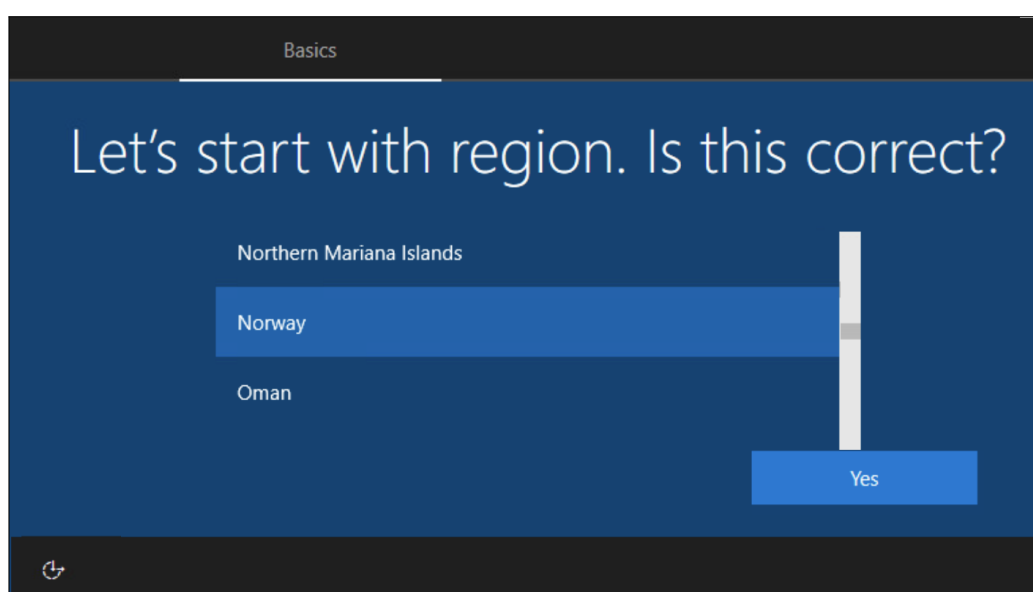 Basics
Let's start with region. Is this correct?
Northern Mariana Islands
Norway
Oman
Yes